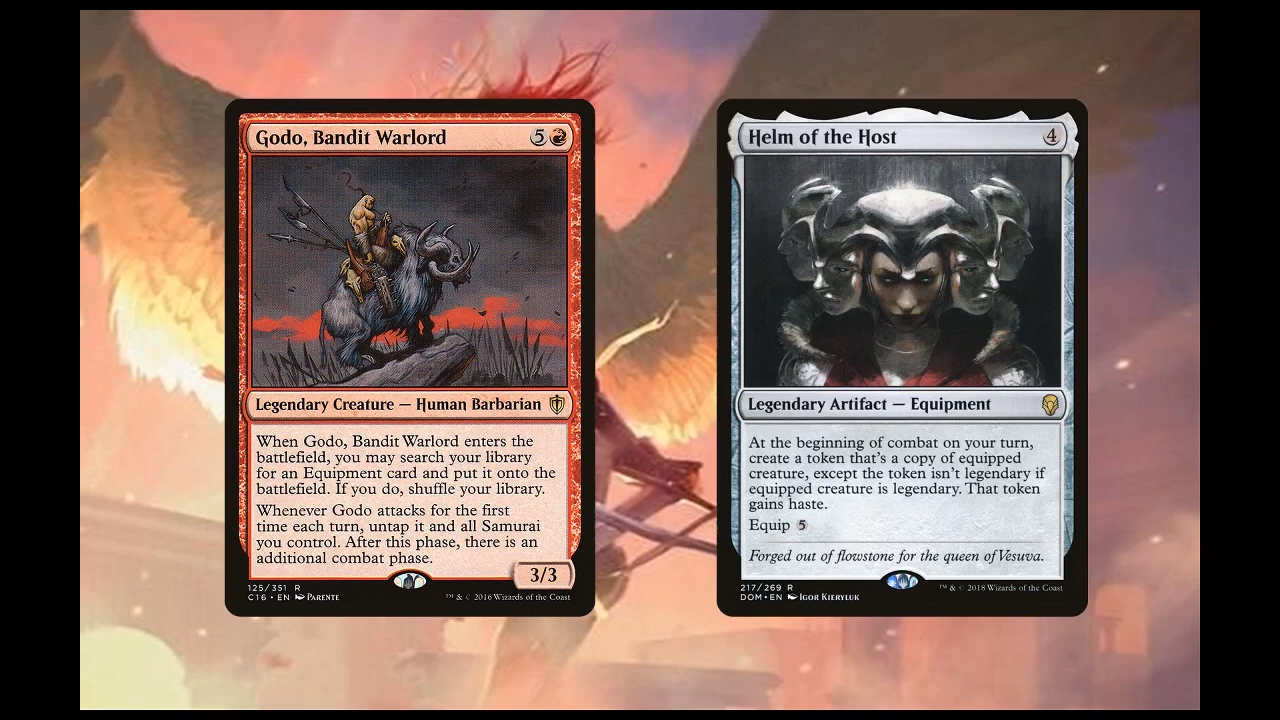 Godo, Bandit Warlord 5
Legendary Creature — Human Barbarian
When Godo, Bandit Warlord enters the
battlefield, you may search your library
for an Equipment card and put it onto the
battlefield. If you do, shuffle your library.
Whenever Godo attacks for the first
time each turn, untap it and all Samurai
you control. After this phase, there is an
additional combat phase.
3/3
125/351 R
C16 • EN Parente
™ & © 2016 Wizards of the Coast
Helm of the Host 4
Legendary Artifact — Equipment
At the beginning of combat on your turn,
create a token that's a copy of equipped
creature, except the token isn't legendary if
equipped creature is legendary. That token
gains haste.
Equip 5
Forged out of flowstone for the queen of Vesuva.
217/269 R
DOM • EN Igor Kieryluk
™ & © 2018 Wizards of the Coast